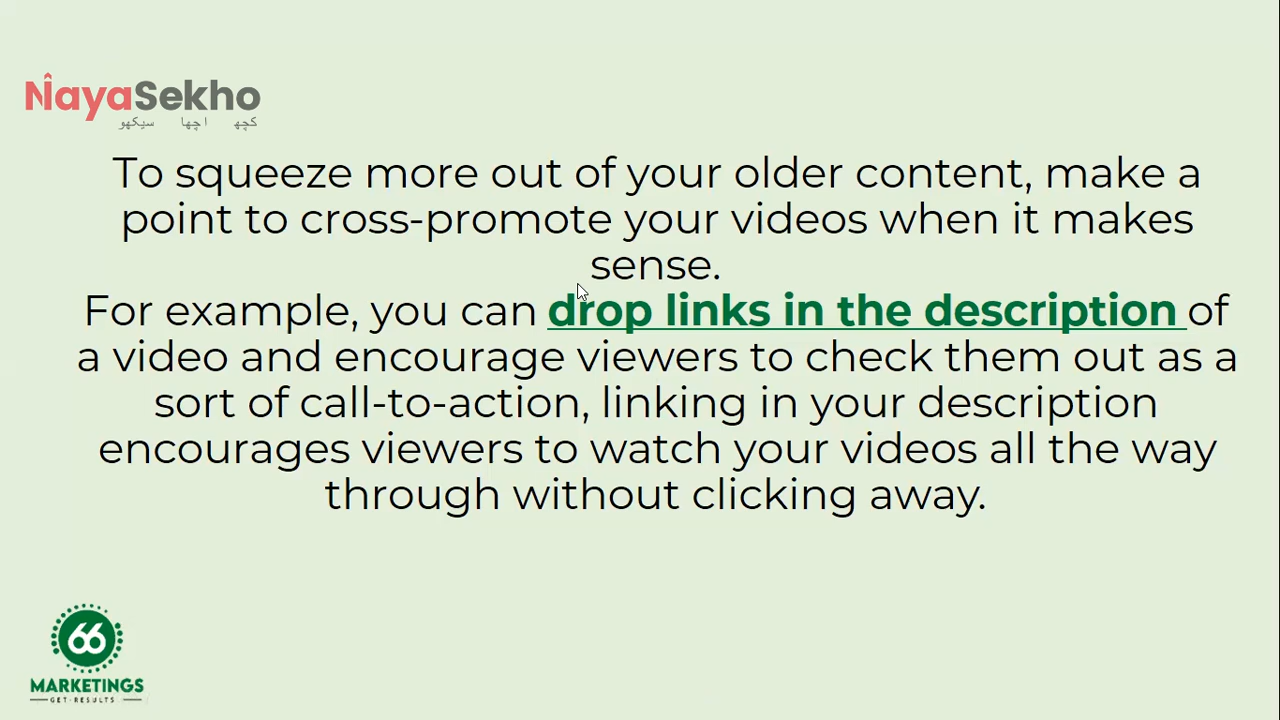 NayaSekho
کچھ اچھا سیکھو
To squeeze more out of your older content, make a
point to cross-promote your videos when it makes
sense.
For example, you can drop links in the description of
a video and encourage viewers to check them out as a
sort of call-to-action, linking in your description
encourages viewers to watch your videos all the way
through without clicking away.
66
MARKETINGS
GET-RESULTS